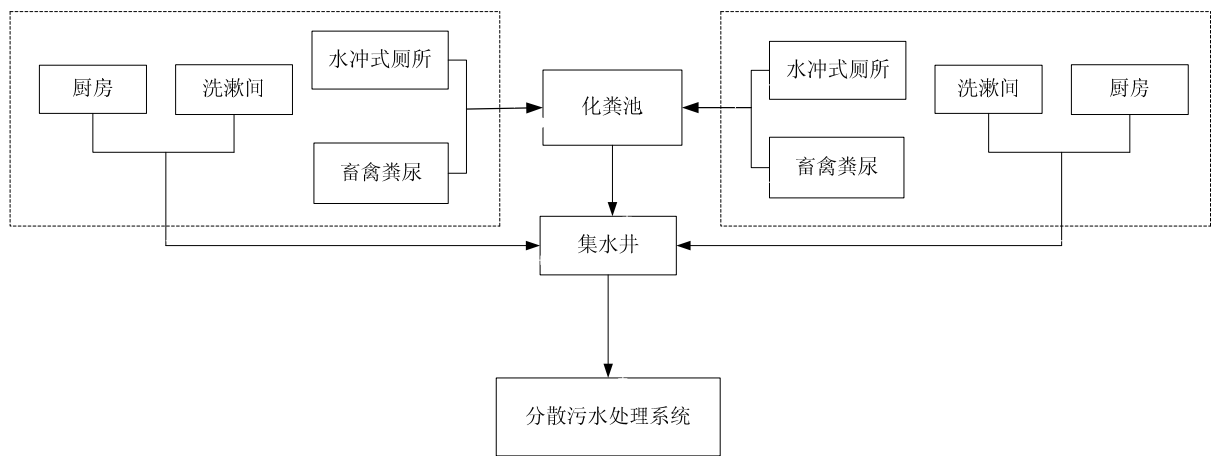 水冲式厕所
厨房
洗漱间
畜禽粪尿
化粪池
水冲式厕所
洗漱间
厨房
畜禽粪尿
集水井
分散污水处理系统